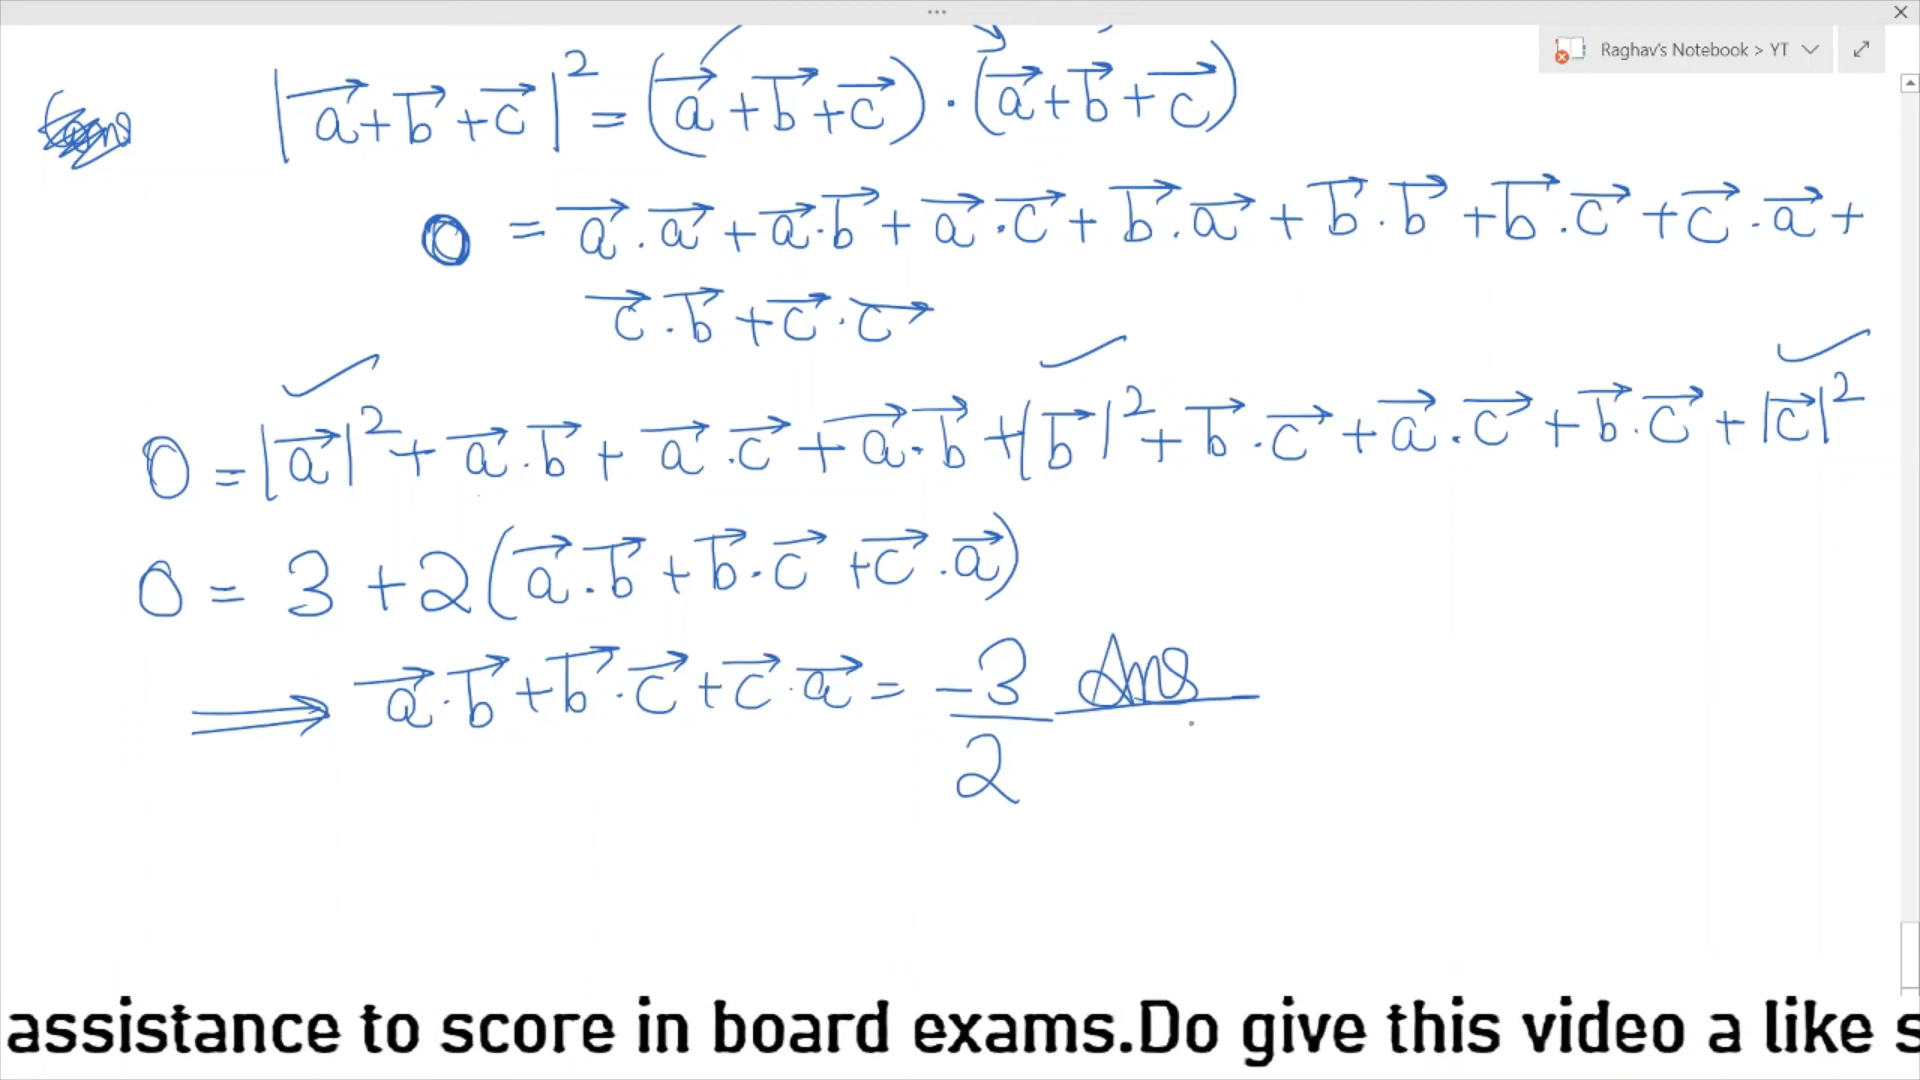 Raghav's Notebook > YT
|a⃗+b⃗+c⃗|² = (a⃗+b⃗+c⃗)·(a⃗+b⃗+c⃗)
0 = a⃗.a⃗+a⃗.b⃗+a⃗.c⃗+b⃗.a⃗+b⃗.b⃗+b⃗.c⃗+c⃗.a⃗+
c⃗.b⃗+c⃗.c⃗
0 = |a⃗|²+a⃗.b⃗+a⃗.c⃗+a⃗.b⃗+|b⃗|²+b⃗.c⃗+a⃗.c⃗+b⃗.c⃗+|c⃗|²
0 = 3+2(a⃗.b⃗+b⃗.c⃗+c⃗.a⃗)
⟹ a⃗.b⃗+b⃗.c⃗+c⃗.a⃗ = -3/2 Ans
assistance to score in board exams.Do give this video a like s